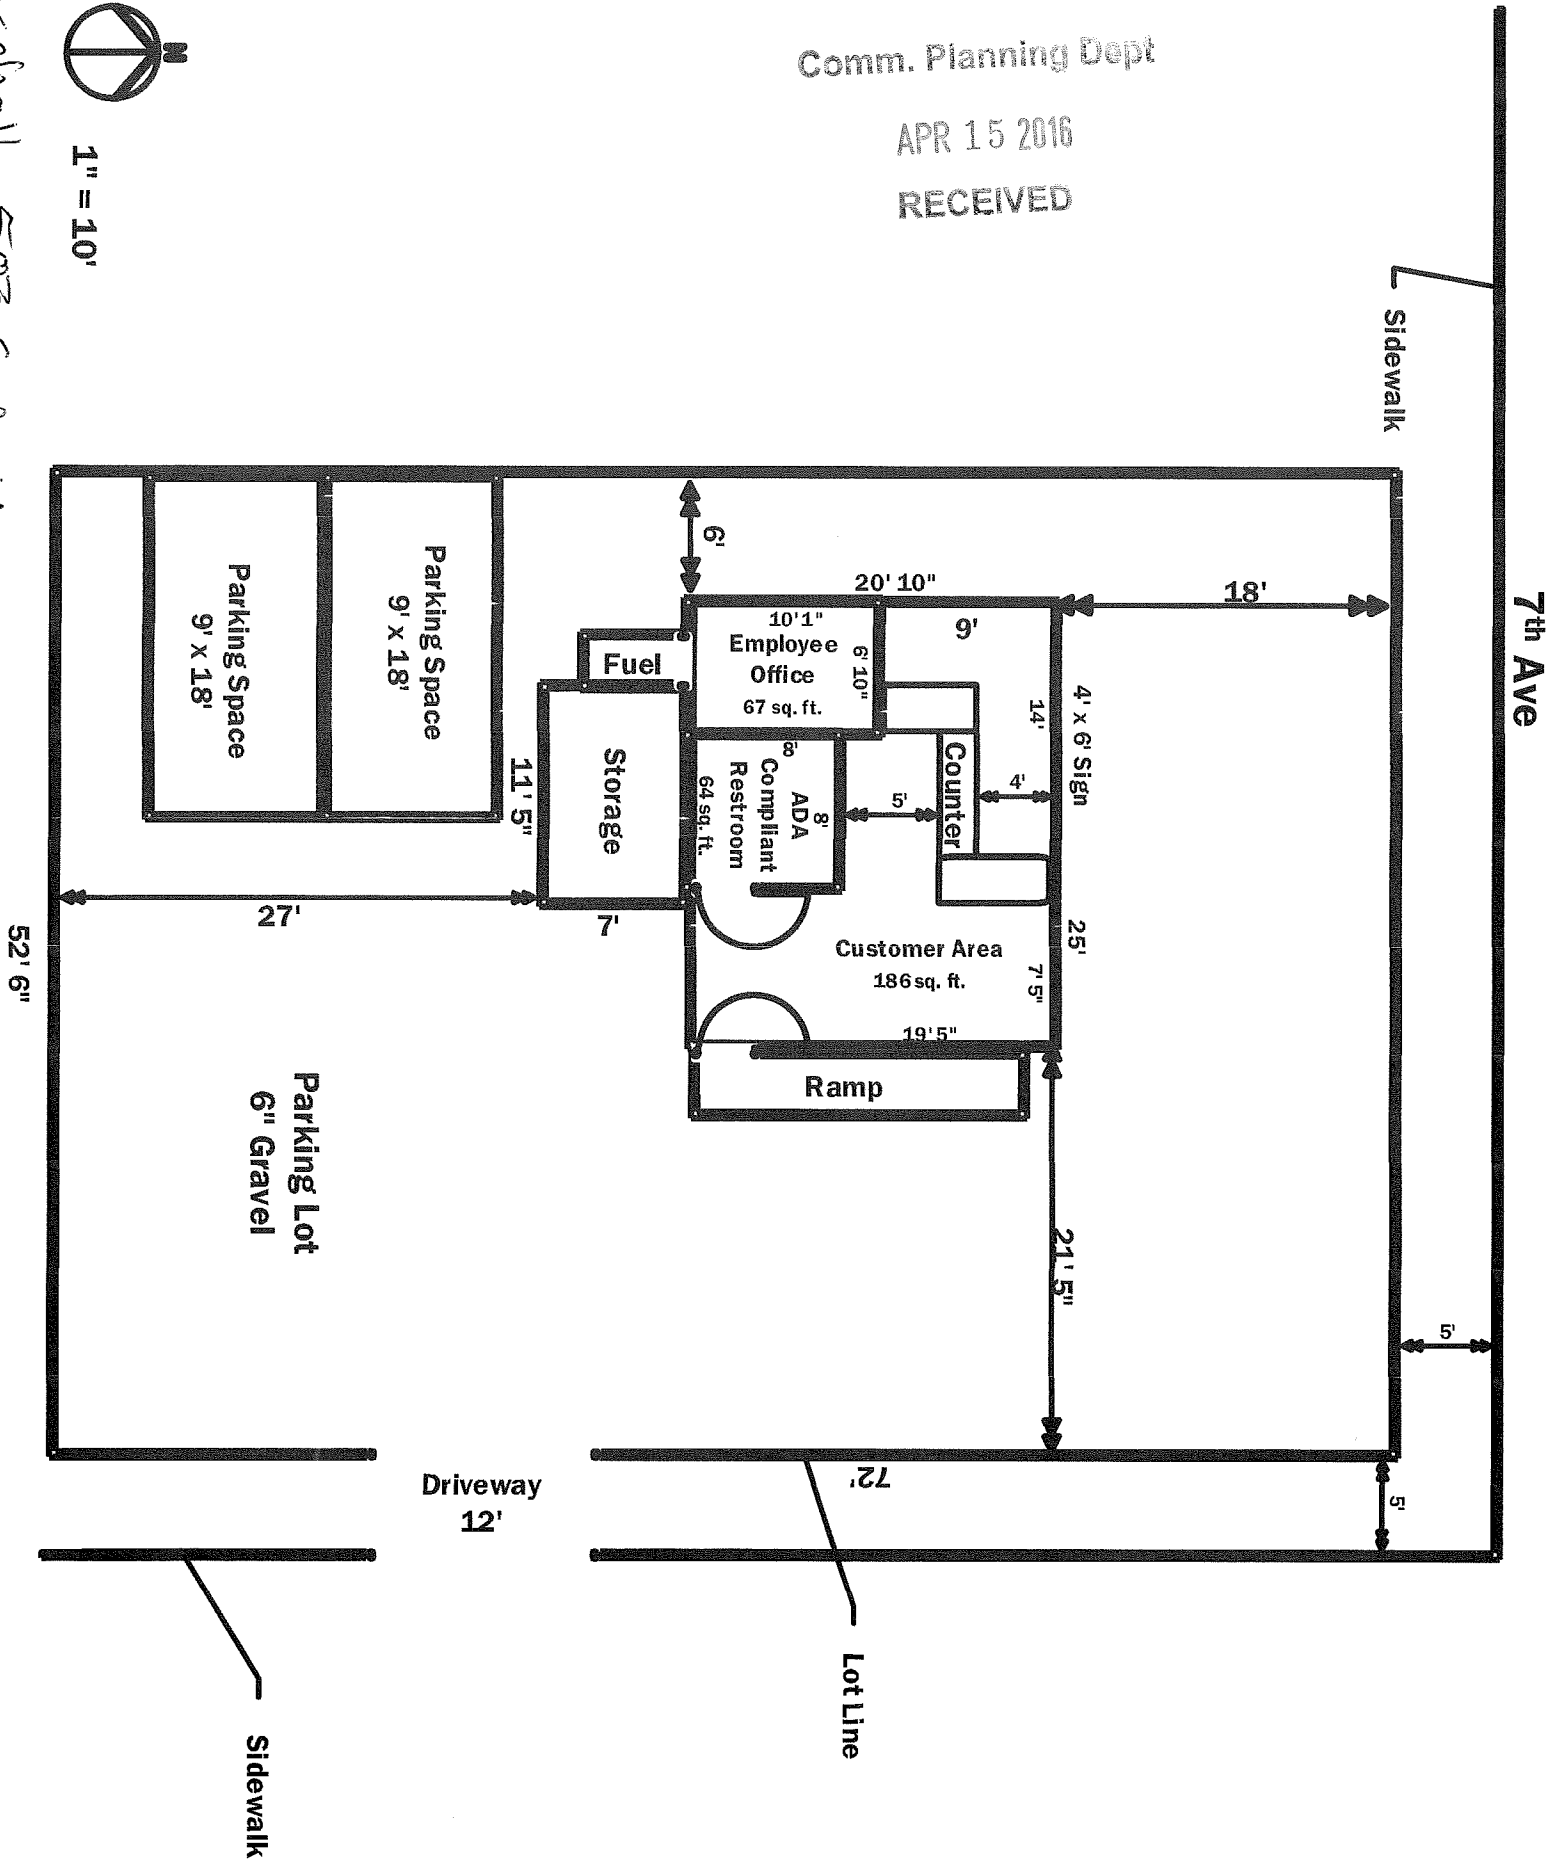 Comm. Planning Dept
APR 15 2016
RECEIVED
N
1" = 10'
7th Ave
Sidewalk
18'
4' x 6' Sign
25'
21' 5"
5'
5'
20' 10"
6'
9'
14'
10'1"
Employee
Office
67 sq. ft.
6' 10"
Counter
4'
5'
Fuel
Storage
11' 5"
7'
8'
8'
ADA
Compliant
Restroom
64 sq. ft.
Customer Area
186 sq. ft.
7' 5"
19'5"
Ramp
Parking Space
9' x 18'
Parking Space
9' x 18'
27'
52' 6"
Parking Lot
6" Gravel
72'
Driveway
12'
Lot Line
Sidewalk